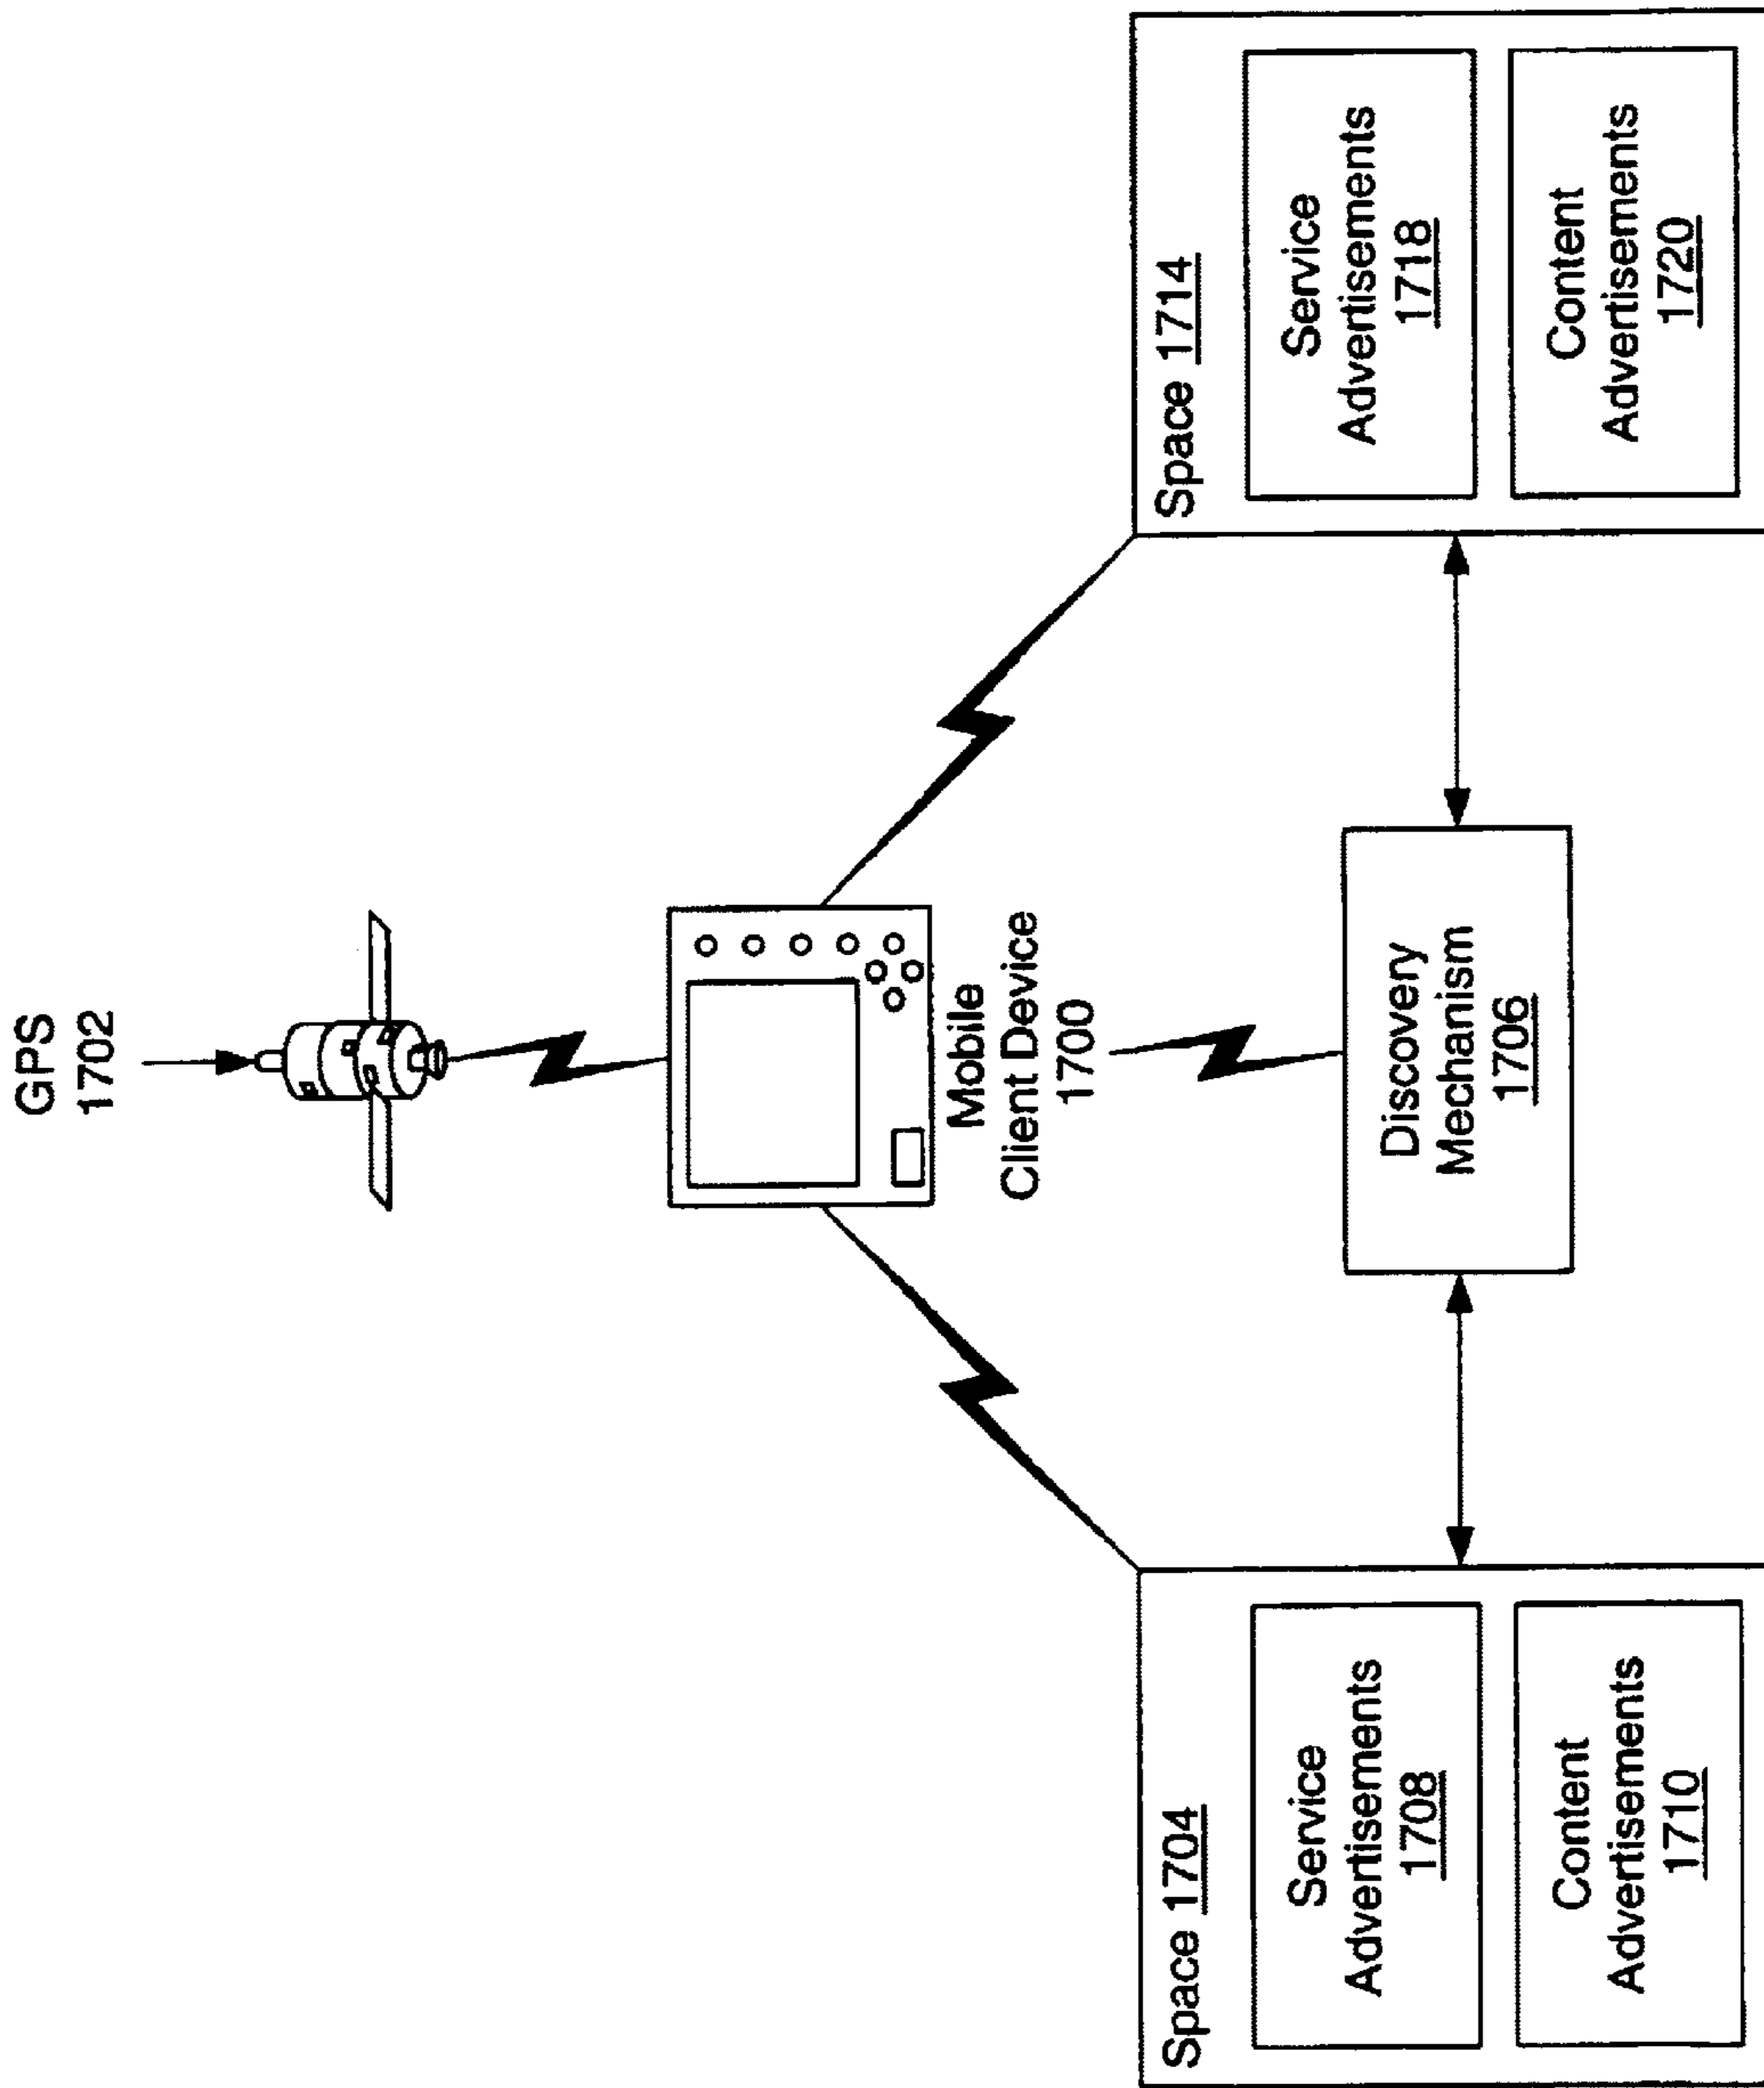 GPS
1702
Mobile
Client Device
1700
Space 1704
Service
Advertisements
1708
Content
Advertisements
1710
Discovery
Mechanism
1706
Space 1714
Service
Advertisements
1718
Content
Advertisements
1720